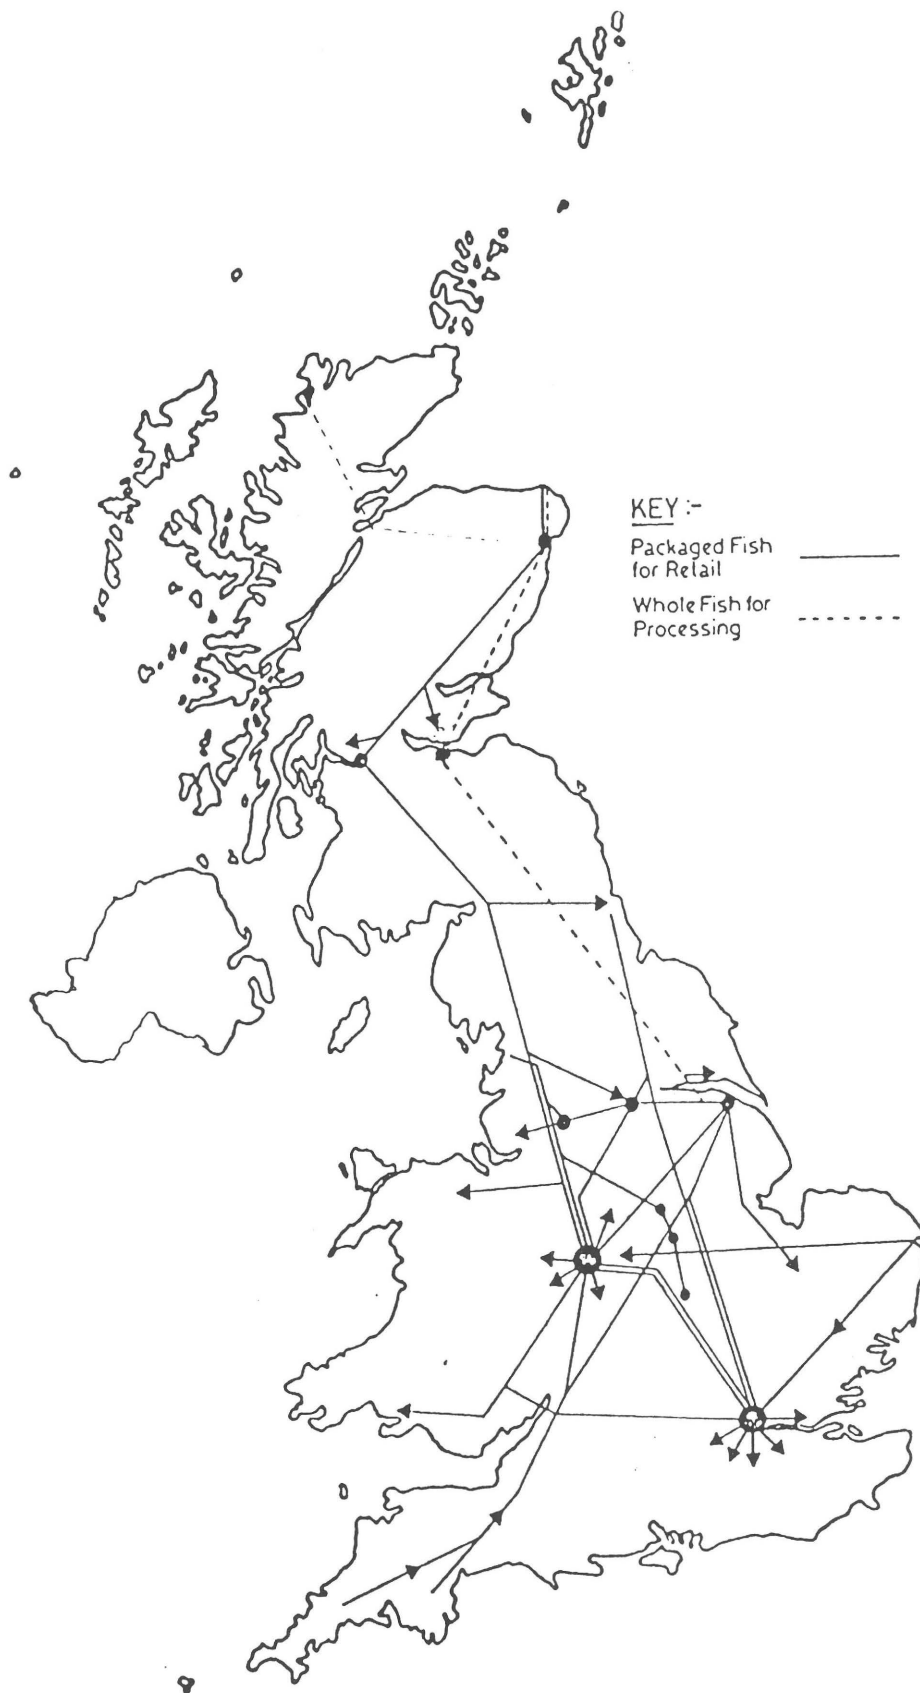 KEY :-
Packaged Fish
for Retail
Whole Fish for
Processing